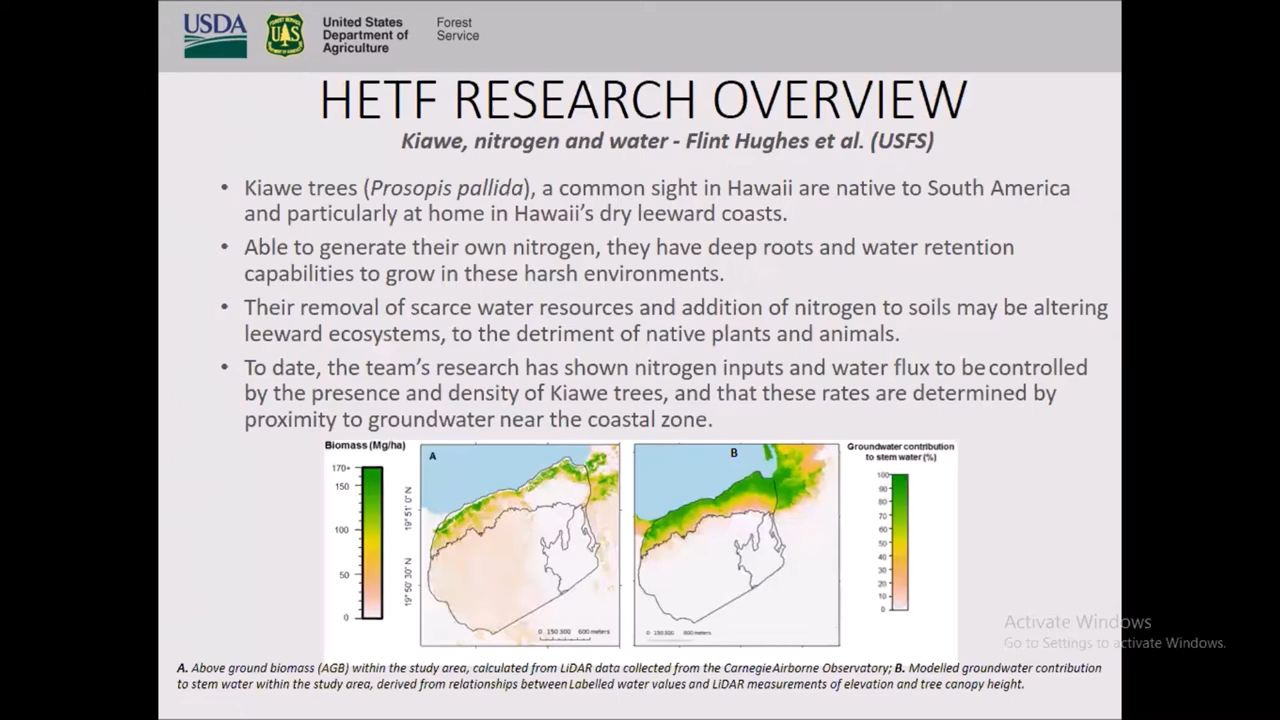 USDA
FOREST SERVICE
UAS
DEPARTMENT OF AGRICULTURE
United States
Department of
Agriculture
Forest
Service
HETF RESEARCH OVERVIEW
Kiawe, nitrogen and water - Flint Hughes et al. (USFS)
• Kiawe trees (Prosopis pallida), a common sight in Hawaii are native to South America
and particularly at home in Hawaii's dry leeward coasts.
• Able to generate their own nitrogen, they have deep roots and water retention
capabilities to grow in these harsh environments.
• Their removal of scarce water resources and addition of nitrogen to soils may be altering
leeward ecosystems, to the detriment of native plants and animals.
• To date, the team's research has shown nitrogen inputs and water flux to be controlled
by the presence and density of Kiawe trees, and that these rates are determined by
proximity to groundwater near the coastal zone.
Biomass (Mg/ha)
170+
150
100
50
0
19° 51' 0"N
19° 50' 30"N
A
0 150 300 600 meters
B
0 150 300 600 meters
Groundwater contribution
to stem water (%)
100
90
80
70
60
50
40
30
20
10
0
Activate Windows
Go to Settings to activate Windows.
A. Above ground biomass (AGB) within the study area, calculated from LiDAR data collected from the Carnegie Airborne Observatory; B. Modelled groundwater contribution
to stem water within the study area, derived from relationships between Labelled water values and LiDAR measurements of elevation and tree canopy height.